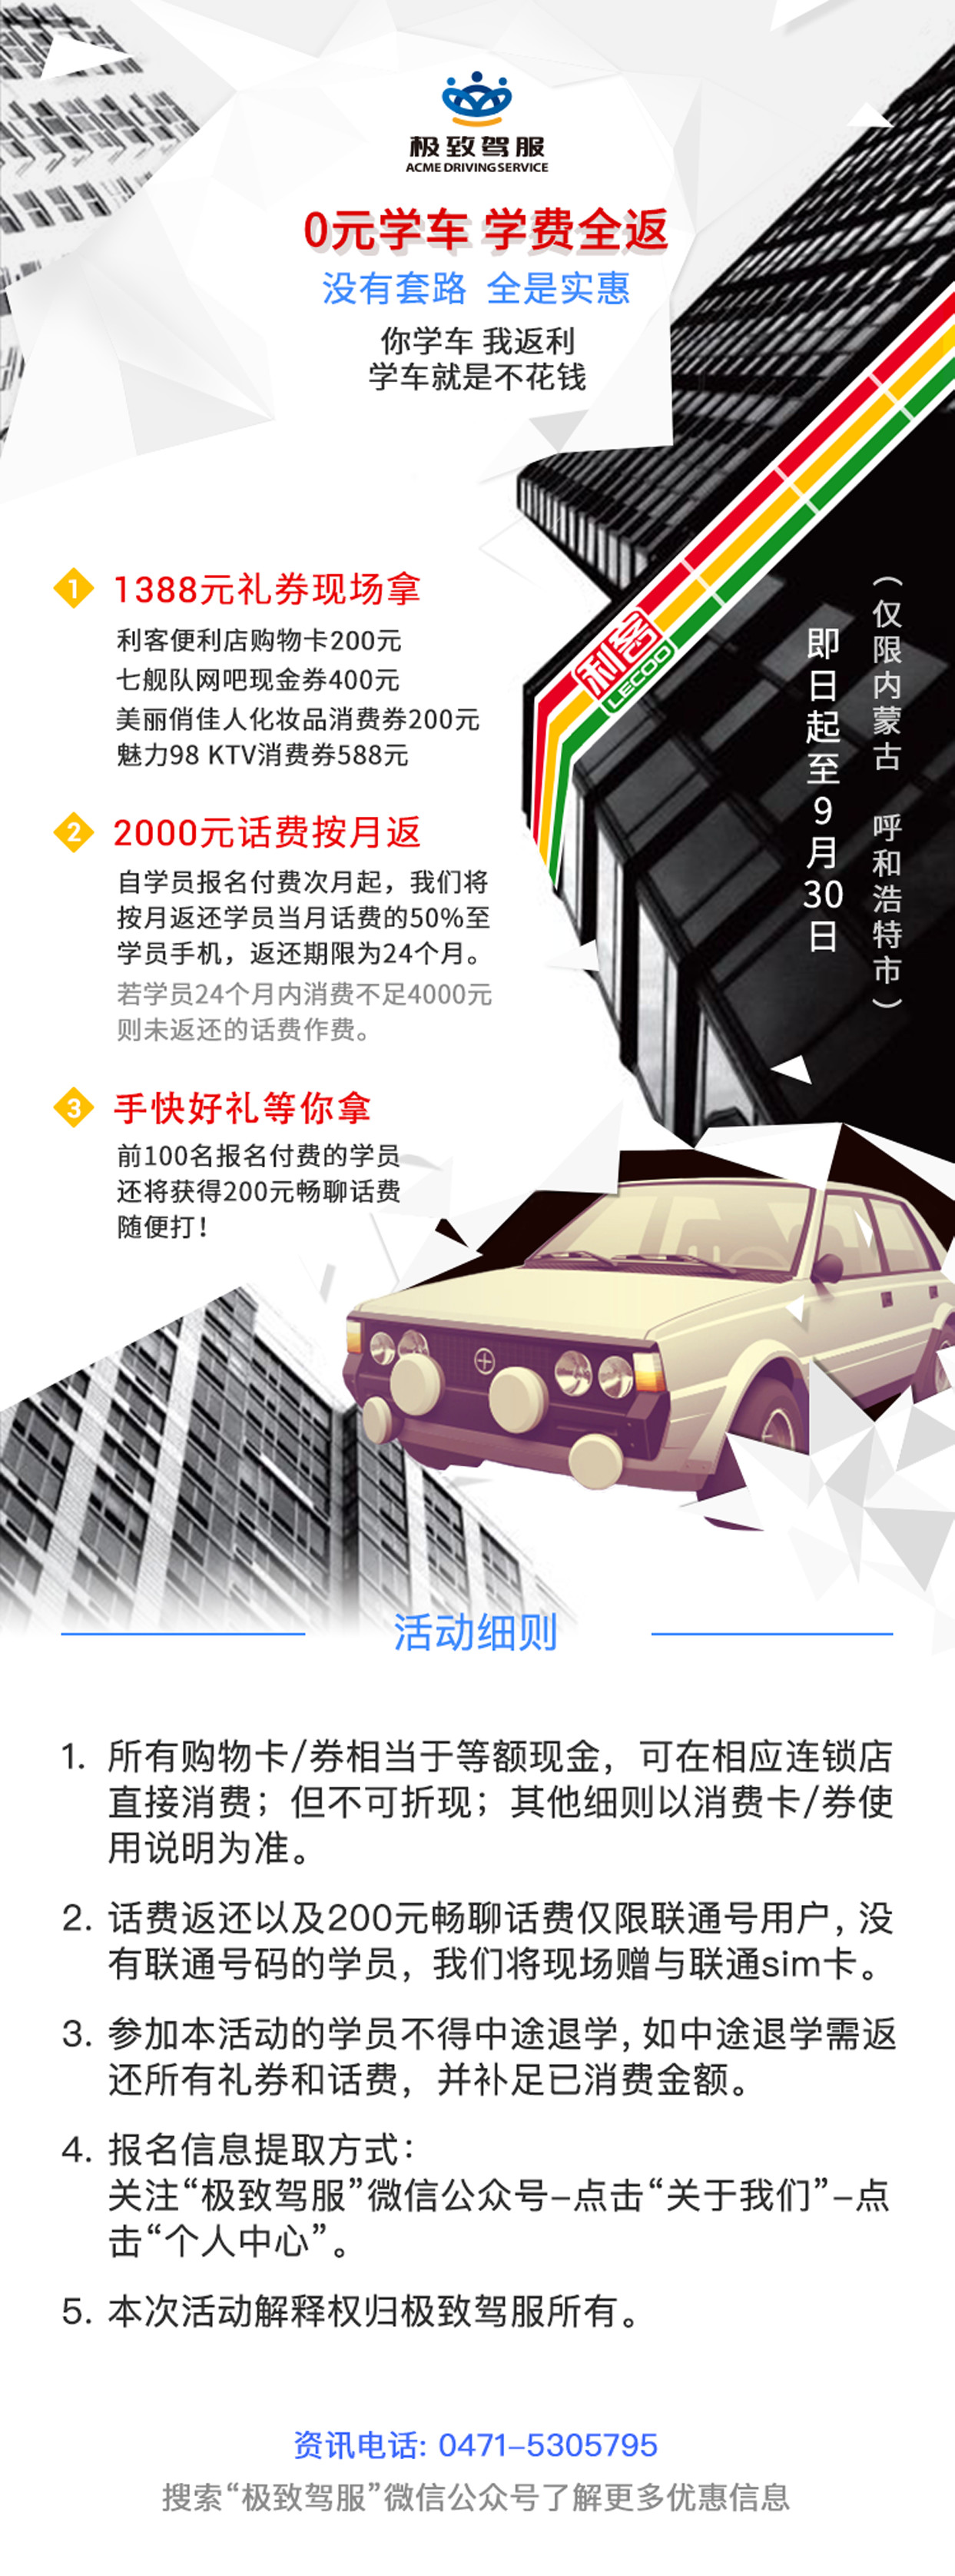 极致驾服
ACME DRIVING SERVICE
0元学车 学费全返
没有套路 全是实惠
你学车 我返利
学车就是不花钱
1
1388元礼券现场拿
利客便利店购物卡200元
七舰队网吧现金券400元
美丽俏佳人化妆品消费券200元
魅力98 KTV消费券588元
利客
LECOO
即日起至9月30日
（仅限内蒙古 呼和浩特市）
2
2000元话费按月返
自学员报名付费次月起，我们将
按月返还学员当月话费的50%至
学员手机，返还期限为24个月。
若学员24个月内消费不足4000元
则未返还的话费作费。
3
手快好礼等你拿
前100名报名付费的学员
还将获得200元畅聊话费
随便打！
活动细则
1. 所有购物卡/券相当于等额现金，可在相应连锁店
直接消费；但不可折现；其他细则以消费卡/券使
用说明为准。
2. 话费返还以及200元畅聊话费仅限联通号用户，没
有联通号码的学员，我们将现场赠与联通sim卡。
3. 参加本活动的学员不得中途退学，如中途退学需返
还所有礼券和话费，并补足已消费金额。
4. 报名信息提取方式：
关注“极致驾服”微信公众号–点击“关于我们”–点
击“个人中心”。
5. 本次活动解释权归极致驾服所有。
资讯电话: 0471–5305795
搜索“极致驾服”微信公众号了解更多优惠信息